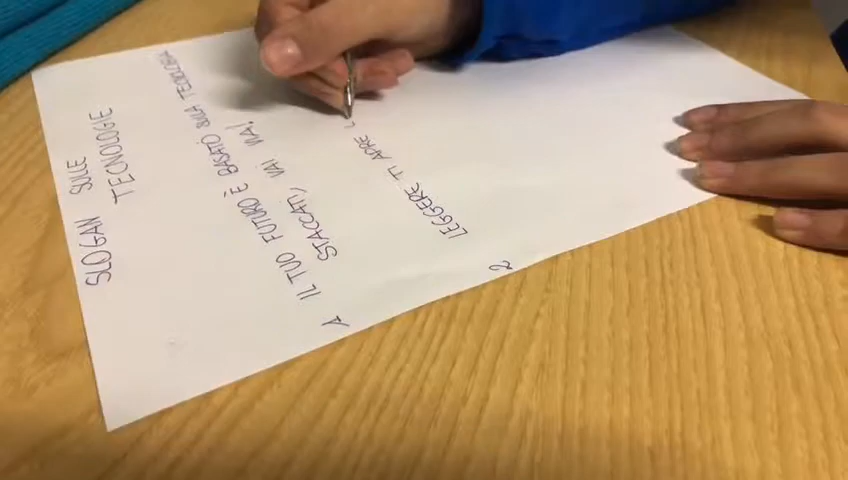 SLOGAN SULLE
TECNOLOGIE
1 IL TUO FUTURO È BASATO SULLA TECNOLOGIA
STACCATI, VAI VIA!
2 LEGGERE TI APRE L